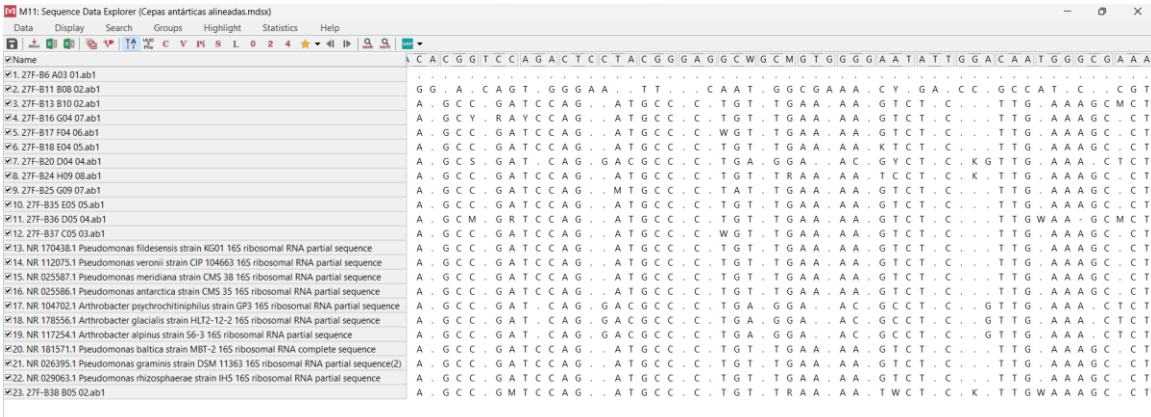 M11: Sequence Data Explorer (Cepas antárticas alineadas.mdsx)
Data Display Search Groups Highlight Statistics Help
C V Pi S L 0 2 4
Name C A C G G T C C A G A C T C C T A C G G G A G G C W G C M G T G G G G A A T A T T G G A C A A T G G G C G A A A
1. 27F-B6 A03 01.ab1 . . . . . . . . . . . . . . . . . . . . . . . . . . . . . . . . . . . . . . . . . . . . . . . . . . . . . . . .
2. 27F-B11 B08 02.ab1 G G . A . C A G T . G G G A A . . T T . . . C A A T . G G C G A A A . C Y . G A . C C . G C C A T . C . . C G T
3. 27F-B13 B10 02.ab1 A . G C C . G A T C C A G . . A T G C C . C . T G T . T G A A . A A . G T C T . C . . . T T G . A A A G C M C T
4. 27F-B16 G04 07.ab1 A . G C Y . R A Y C C A G . . A T G C C . C . T G T . T G A A . A A . G T C T . C . . . T T G . A A A G C . C T
5. 27F-B17 F04 06.ab1 A . G C C . G A T C C A G . . A T G C C . C . W G T . T G A A . A A . G T C T . C . . . T T G . A A A G C . C T
6. 27F-B18 E04 05.ab1 A . G C C . G A T C C A G . . A T G C C . C . T G T . T G A A . A A . K T C T . C . . . T T G . A A A G C . C T
7. 27F-B20 D04 04.ab1 A . G C S . G A T . C A G . G A C G C C . C . T G A . G G A . . A C . G Y C T . C . K G T T G . A A A . C T C T
8. 27F-B24 H09 08.ab1 A . G C C . G A T C C A G . . A T G C C . C . T G T . T R A A . A A . T C C T . C . K . T T G . A A A G C . C T
9. 27F-B25 G09 07.ab1 A . G C C . G A T C C A G . . M T G C C . C . T A T . T G A A . A A . G T C T . C . . . T T G . A A A G C . C T
10. 27F-B35 E05 05.ab1 A . G C C . G A T C C A G . . A T G C C . C . T G T . T G A A . A A . G T C T . C . . . T T G . A A A G C . C T
11. 27F-B36 D05 04.ab1 A . G C M . G R T C C A G . . A T G C C . C . T G T . T G A A . A A . G T C T . C . . . T T G W A A - G C M C T
12. 27F-B37 C05 03.ab1 A . G C C . G A T C C A G . . A T G C C . C . W G T . T G A A . A A . G T C T . C . . . T T G . A A A G C . C T
13. NR 170438.1 Pseudomonas fildesensis strain KG01 16S ribosomal RNA partial sequence A . G C C . G A T C C A G . . A T G C C . C . T G T . T G A A . A A . G T C T . C . . . T T G . A A A G C . C T
14. NR 112075.1 Pseudomonas veronii strain CIP 104663 16S ribosomal RNA partial sequence A . G C C . G A T C C A G . . A T G C C . C . T G T . T G A A . A A . G T C T . C . . . T T G . A A A G C . C T
15. NR 025587.1 Pseudomonas meridiana strain CMS 38 16S ribosomal RNA partial sequence A . G C C . G A T C C A G . . A T G C C . C . T G T . T G A A . A A . G T C T . C . . . T T G . A A A G C . C T
16. NR 025586.1 Pseudomonas antarctica strain CMS 35 16S ribosomal RNA partial sequence A . G C C . G A T C C A G . . A T G C C . C . T G T . T G A A . A A . G T C T . C . . . T T G . A A A G C . C T
17. NR 104702.1 Arthrobacter psychrochitiniphilus strain GP3 16S ribosomal RNA partial sequence A . G C C . G A T . C A G . G A C G C C . C . T G A . G G A . . A C . G C C T . C . . G T T G . A A A . C T C T
18. NR 178556.1 Arthrobacter glacialis strain HLT2-12-2 16S ribosomal RNA partial sequence A . G C C . G A T . C A G . G A C G C C . C . T G A . G G A . . A C . G C C T . C . . G T T G . A A A . C T C T
19. NR 117254.1 Arthrobacter alpinus strain S6-3 16S ribosomal RNA partial sequence A . G C C . G A T . C A G . G A C G C C . C . T G A . G G A . . A C . G C C T . C . . G T T G . A A A . C T C T
20. NR 181571.1 Pseudomonas baltica strain MBT-2 16S ribosomal RNA complete sequence A . G C C . G A T C C A G . . A T G C C . C . T G T . T G A A . A A . G T C T . C . . . T T G . A A A G C . C T
21. NR 026395.1 Pseudomonas graminis strain DSM 11363 16S ribosomal RNA partial sequence(2) A . G C C . G A T C C A G . . A T G C C . C . T G T . T G A A . A A . G T C T . C . . . T T G . A A A G C . C T
22. NR 029063.1 Pseudomonas rhizosphaerae strain IH5 16S ribosomal RNA partial sequence A . G C C . G A T C C A G . . A T G C C . C . T G T . T G A A . A A . G T C T . C . . . T T G . A A A G C . C T
23. 27F-B38 B05 02.ab1 A . G C C . G M T C C A G . . A T G C C . C . T G T . T R A A . A A . T W C T . C . K . T T G W A A A G C . C T